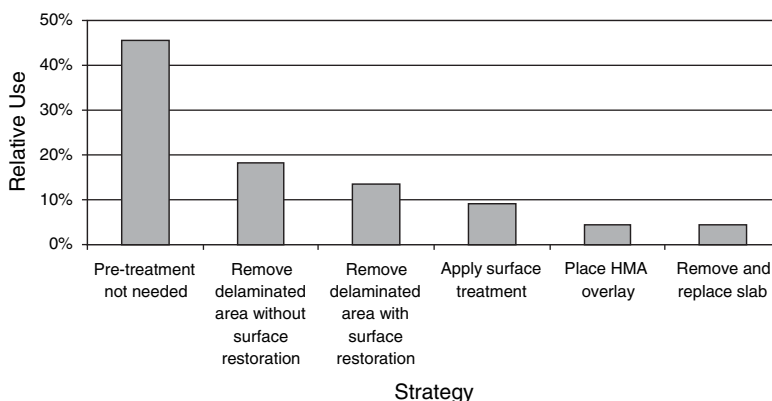 50%
40%
30%
20%
10%
0%
Relative Use
Pre-treatment
not needed
Remove
delaminated
area without
surface
restoration
Remove
delaminated
area with
surface
restoration
Apply surface
treatment
Place HMA
overlay
Remove and
replace slab
Strategy